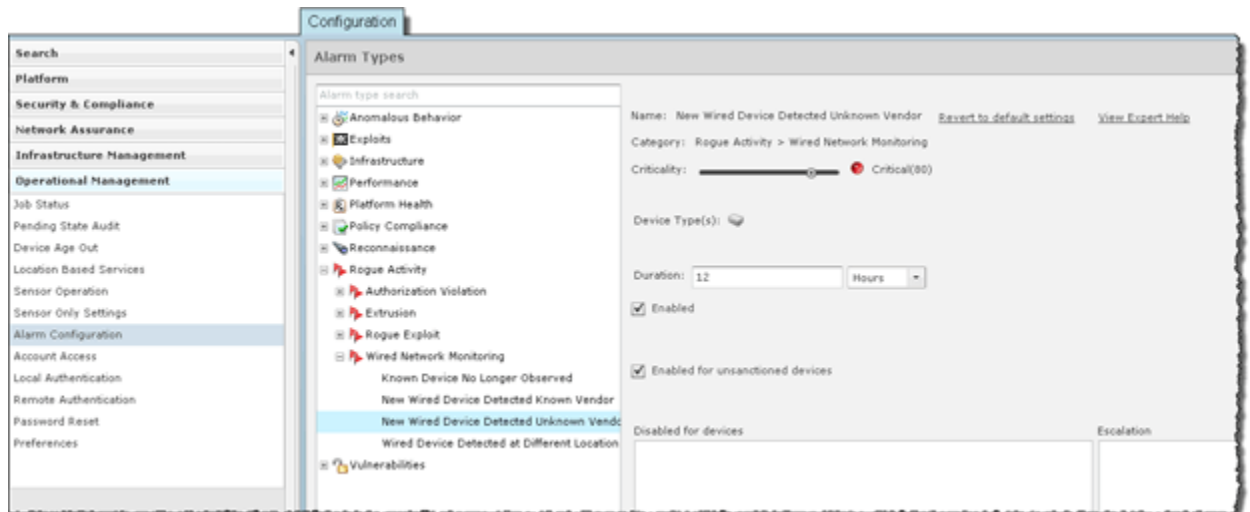 Configuration
Search
Platform
Security & Compliance
Network Assurance
Infrastructure Management
Operational Management
Job Status
Pending State Audit
Device Age Out
Location Based Services
Sensor Operation
Sensor Only Settings
Alarm Configuration
Account Access
Local Authentication
Remote Authentication
Password Reset
Preferences
Alarm Types
Alarm type search
Anomalous Behavior
Exploits
Infrastructure
Performance
Platform Health
Policy Compliance
Reconnaissance
Rogue Activity
Authorization Violation
Extrusion
Rogue Exploit
Wired Network Monitoring
Known Device No Longer Observed
New Wired Device Detected Known Vendor
New Wired Device Detected Unknown Vendo
Wired Device Detected at Different Location
Vulnerabilities
Name: New Wired Device Detected Unknown Vendor Revert to default settings View Expert Help
Category: Rogue Activity > Wired Network Monitoring
Criticality: Critical(80)
Device Type(s):
Duration: 12 Hours
Enabled
Enabled for unsanctioned devices
Disabled for devices Escalation